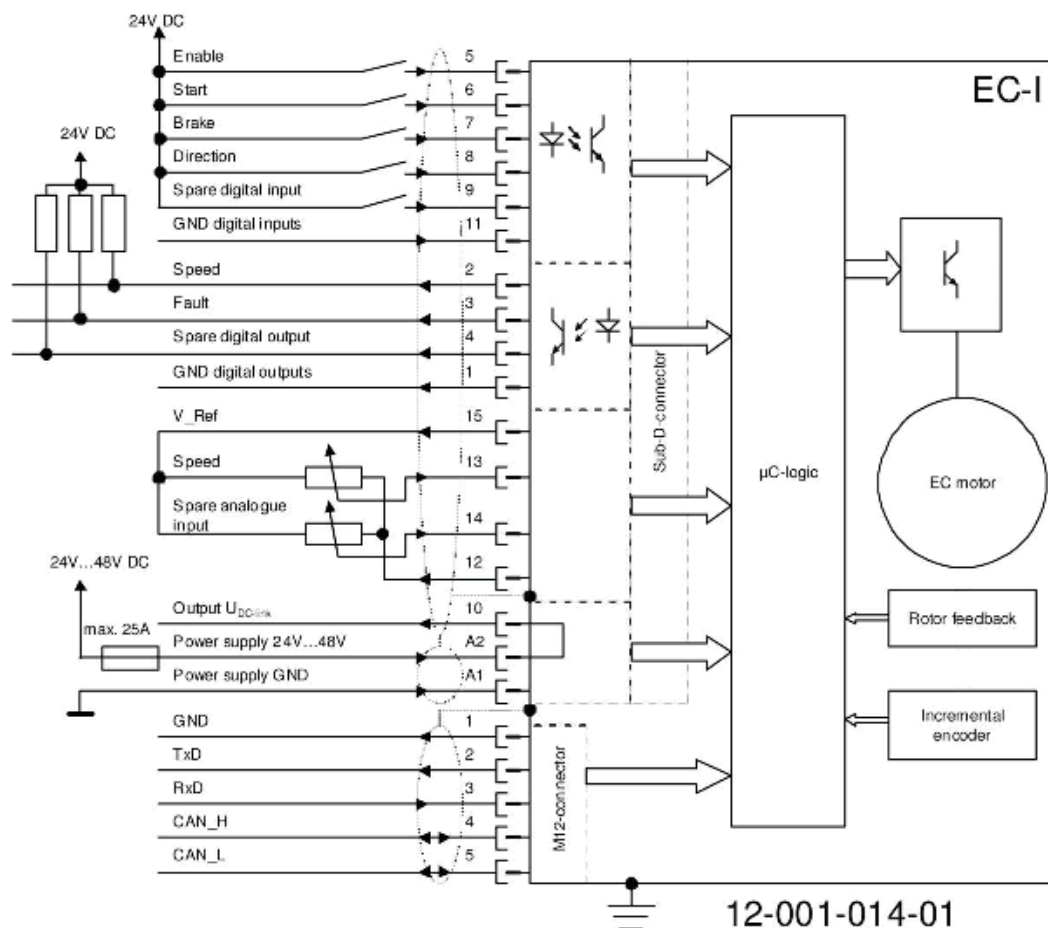 24V DC
Enable 5
Start 6
Brake 7
24V DC
Direction 8
Spare digital input 9
GND digital inputs 11
Speed 2
Fault 3
Spare digital output 4
GND digital outputs 1
V_Ref 15
Speed 13
Spare analogue
input 14
12
24V...48V DC
Output U DC-link 10
max. 25A
Power supply 24V...48V A2
Power supply GND A1
GND 1
TxD 2
RxD 3
CAN_H 4
CAN_L 5
EC-I
Sub-D-connector
M12-connector
µC-logic
EC motor
Rotor feedback
Incremental
encoder
12-001-014-01